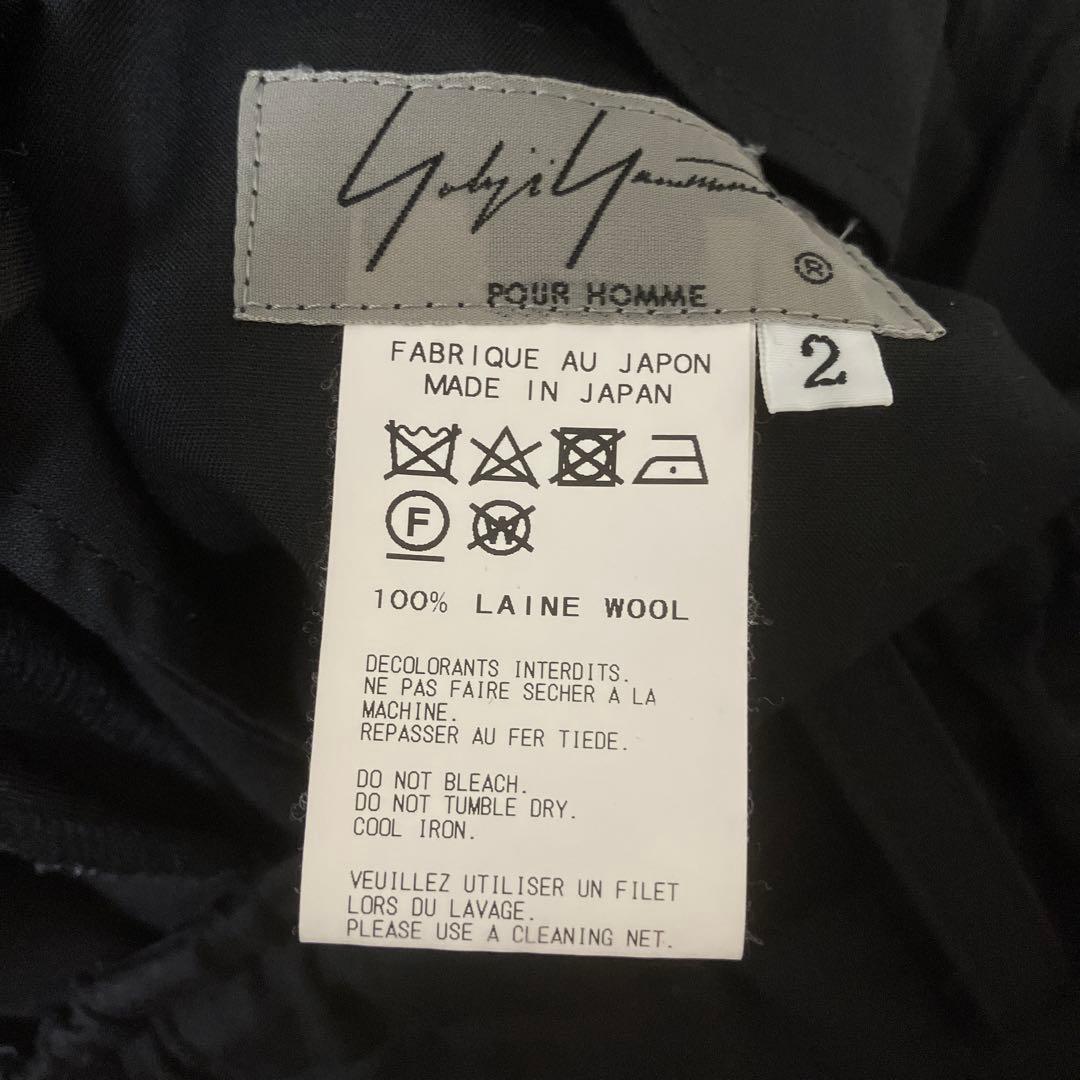 Yohji Yamamoto
®
POUR HOMME
2
FABRIQUE AU JAPON
MADE IN JAPAN
F W
100% LAINE WOOL
DECOLORANTS INTERDITS.
NE PAS FAIRE SECHER A LA
MACHINE.
REPASSER AU FER TIEDE.
DO NOT BLEACH.
DO NOT TUMBLE DRY.
COOL IRON.
VEUILLEZ UTILISER UN FILET
LORS DU LAVAGE.
PLEASE USE A CLEANING NET.